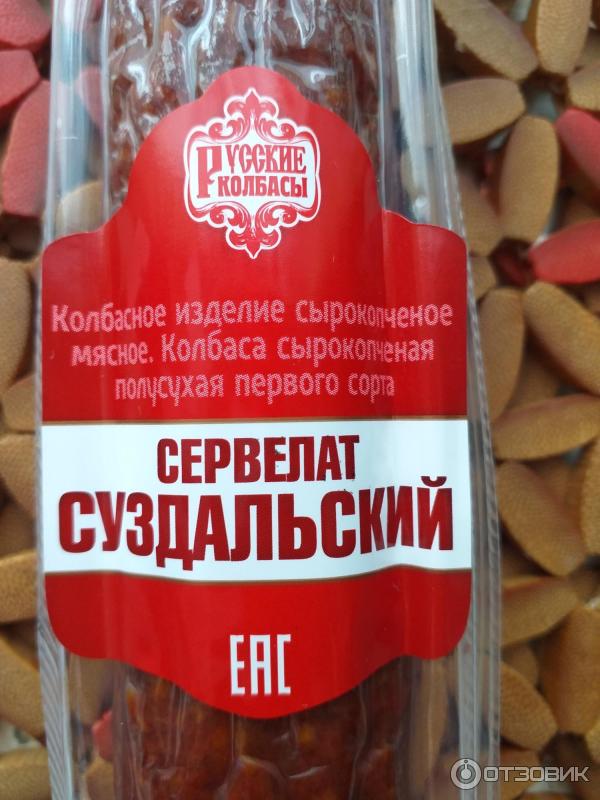 РУССКИЕ
КОЛБАСЫ
Колбасное изделие сырокопченое
мясное. Колбаса сырокопченая
полусухая первого сорта
СЕРВЕЛАТ
СУЗДАЛЬСКИЙ
ЕАС
ОТЗОВИК